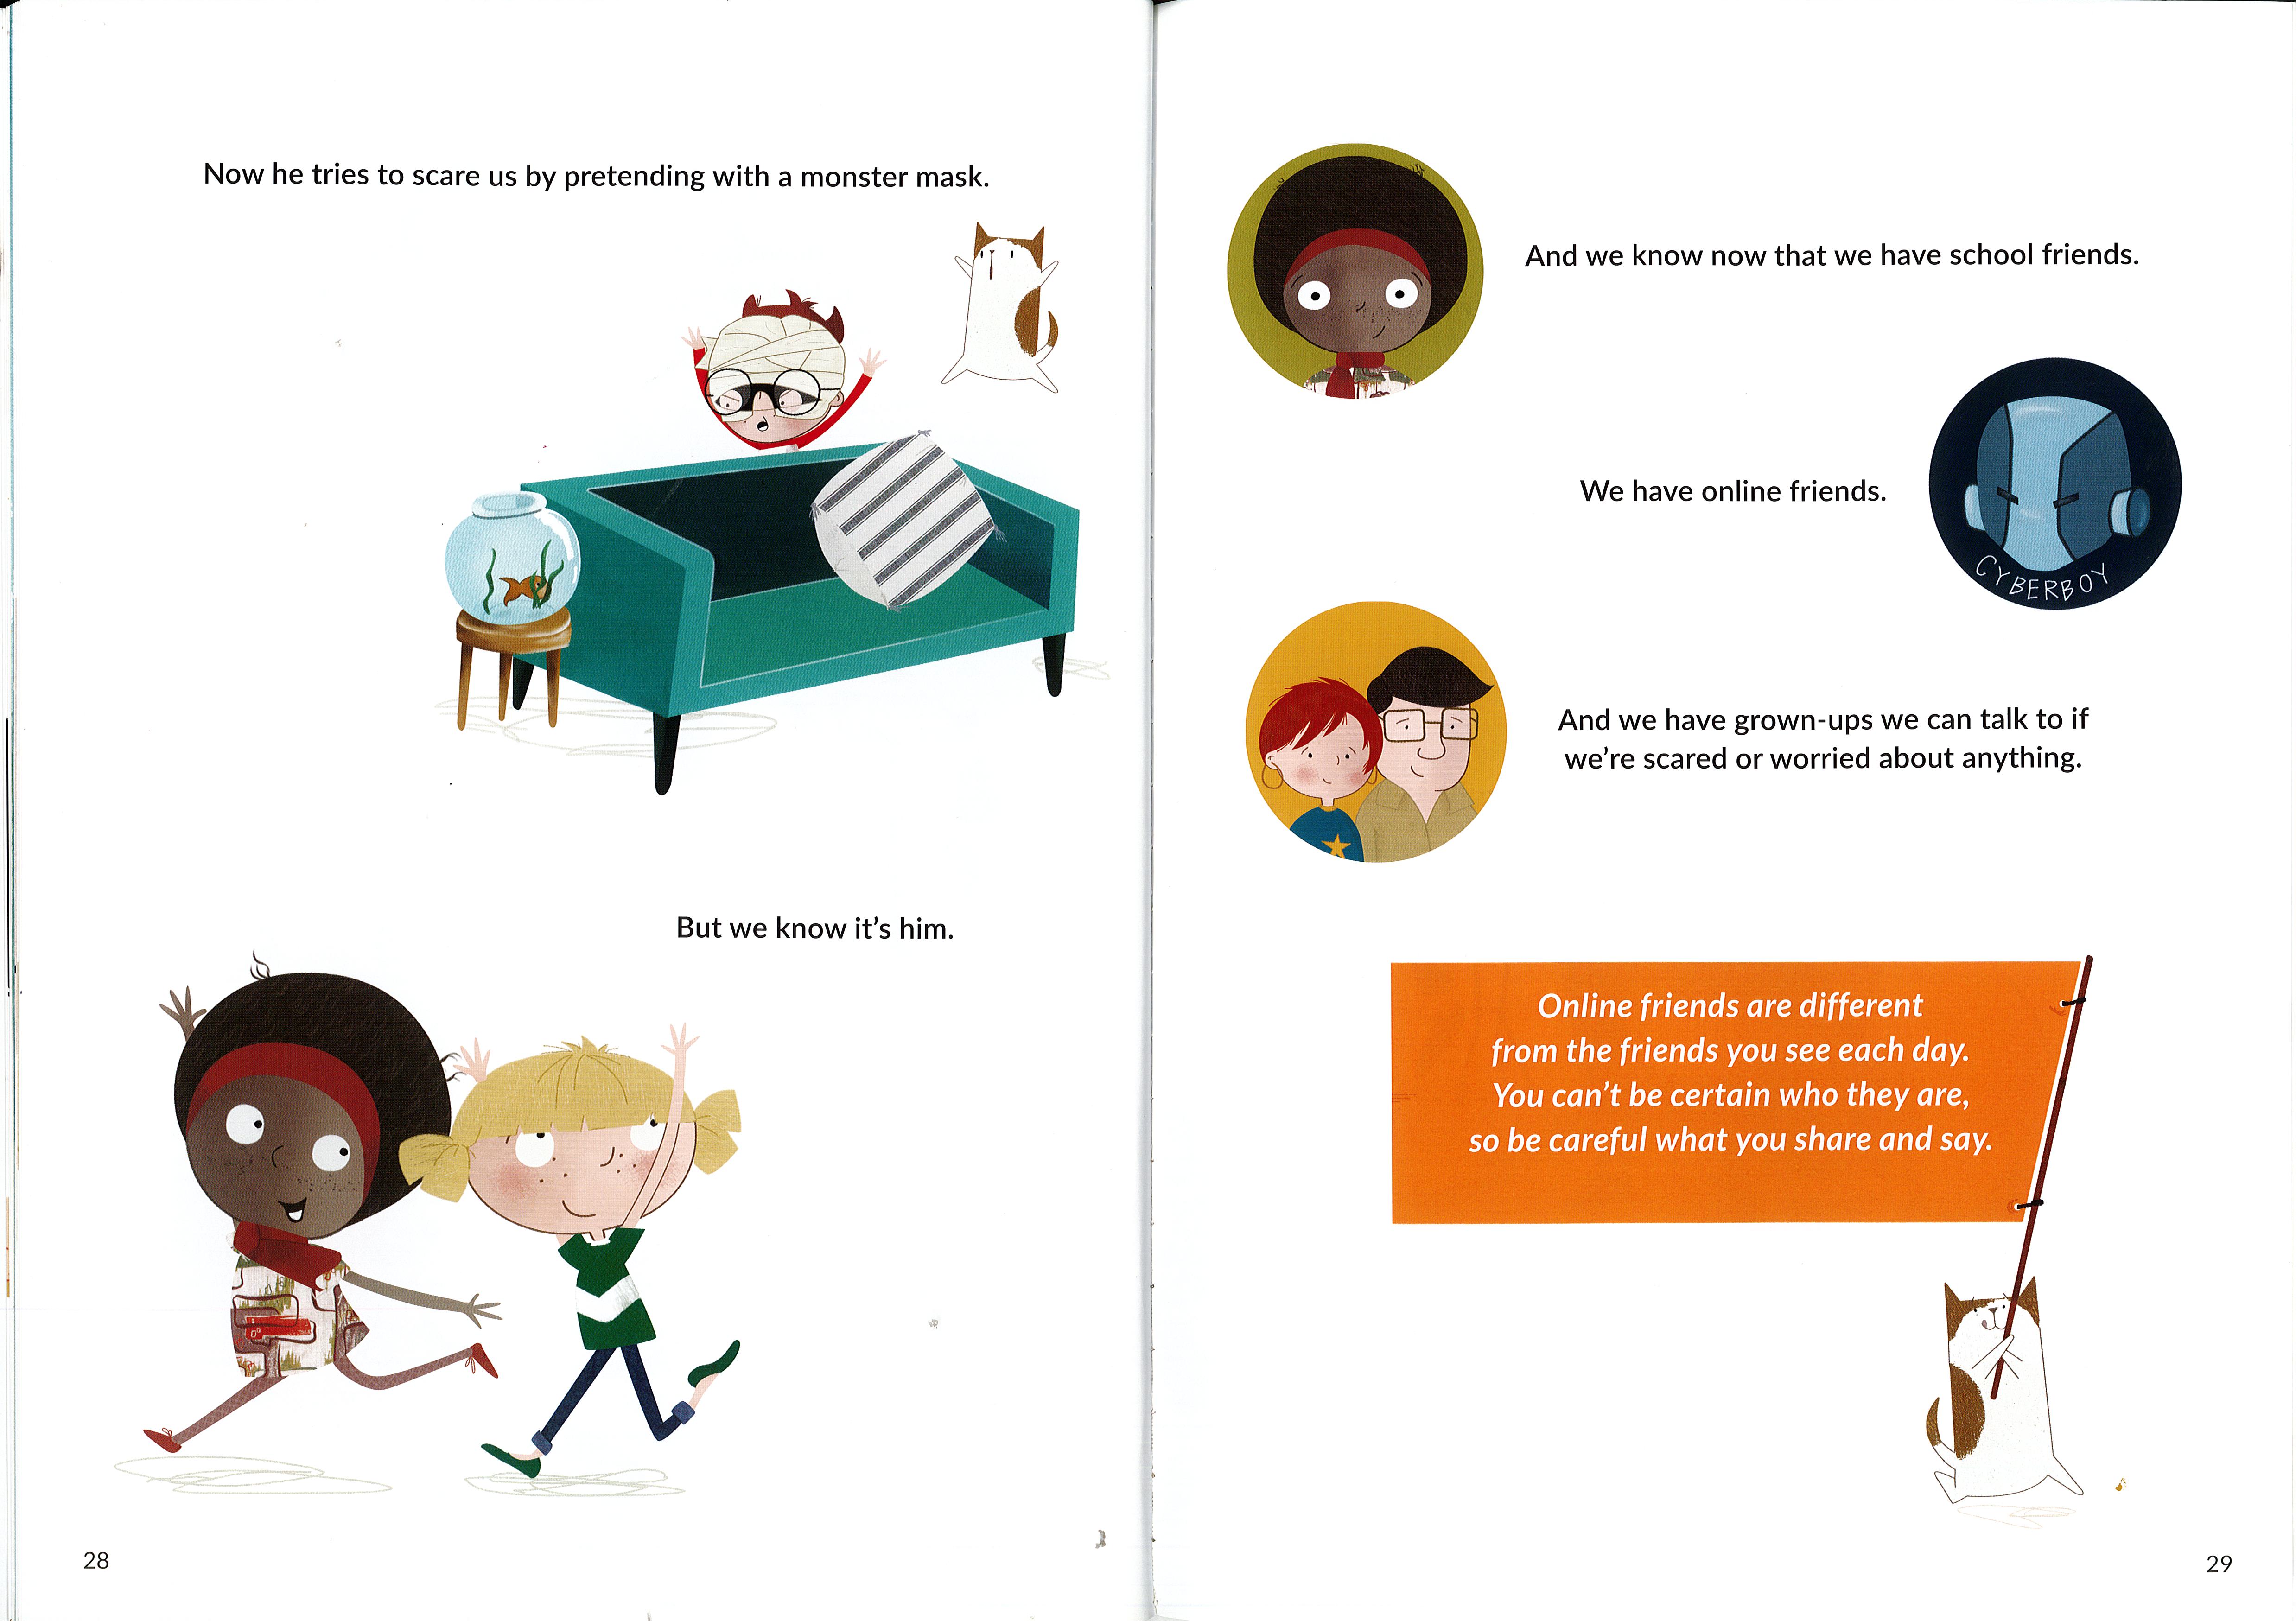 Now he tries to scare us by pretending with a monster mask.
But we know it's him.
28
And we know now that we have school friends.
We have online friends.
CYBERBOY
And we have grown-ups we can talk to if
we're scared or worried about anything.
Online friends are different
from the friends you see each day.
You can't be certain who they are,
so be careful what you share and say.
29